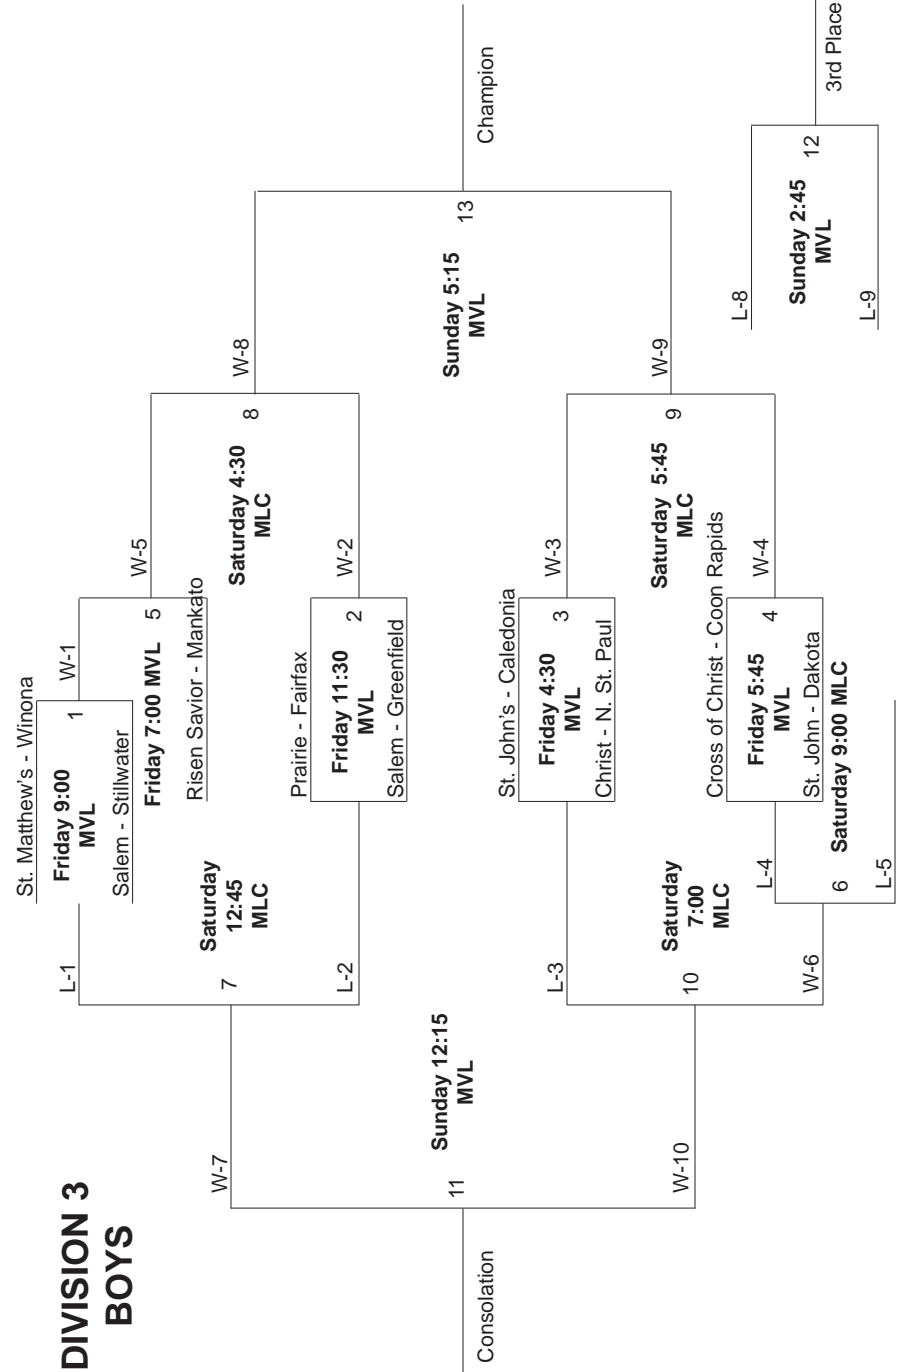 DIVISION 3
BOYS
St. Matthew's - Winona
Friday 9:00
MVL
1
Salem - Stillwater
W-1
Friday 7:00 MVL
5
Risen Savior - Mankato
W-5
Prairie - Fairfax
Friday 11:30
MVL
2
Salem - Greenfield
W-2
Saturday 4:30
MLC
8
W-8
St. John's - Caledonia
Friday 4:30
MVL
3
Christ - N. St. Paul
W-3
Cross of Christ - Coon Rapids
Friday 5:45
MVL
4
St. John - Dakota
W-4
Saturday 5:45
MLC
9
W-9
Sunday 5:15
MVL
13
Champion
L-8
Sunday 2:45
MVL
12
L-9
3rd Place
L-1
Saturday
12:45
MLC
7
L-2
W-7
L-3
Saturday
7:00
MLC
10
L-4
Saturday 9:00 MLC
6
L-5
W-6
W-10
Sunday 12:15
MVL
11
Consolation